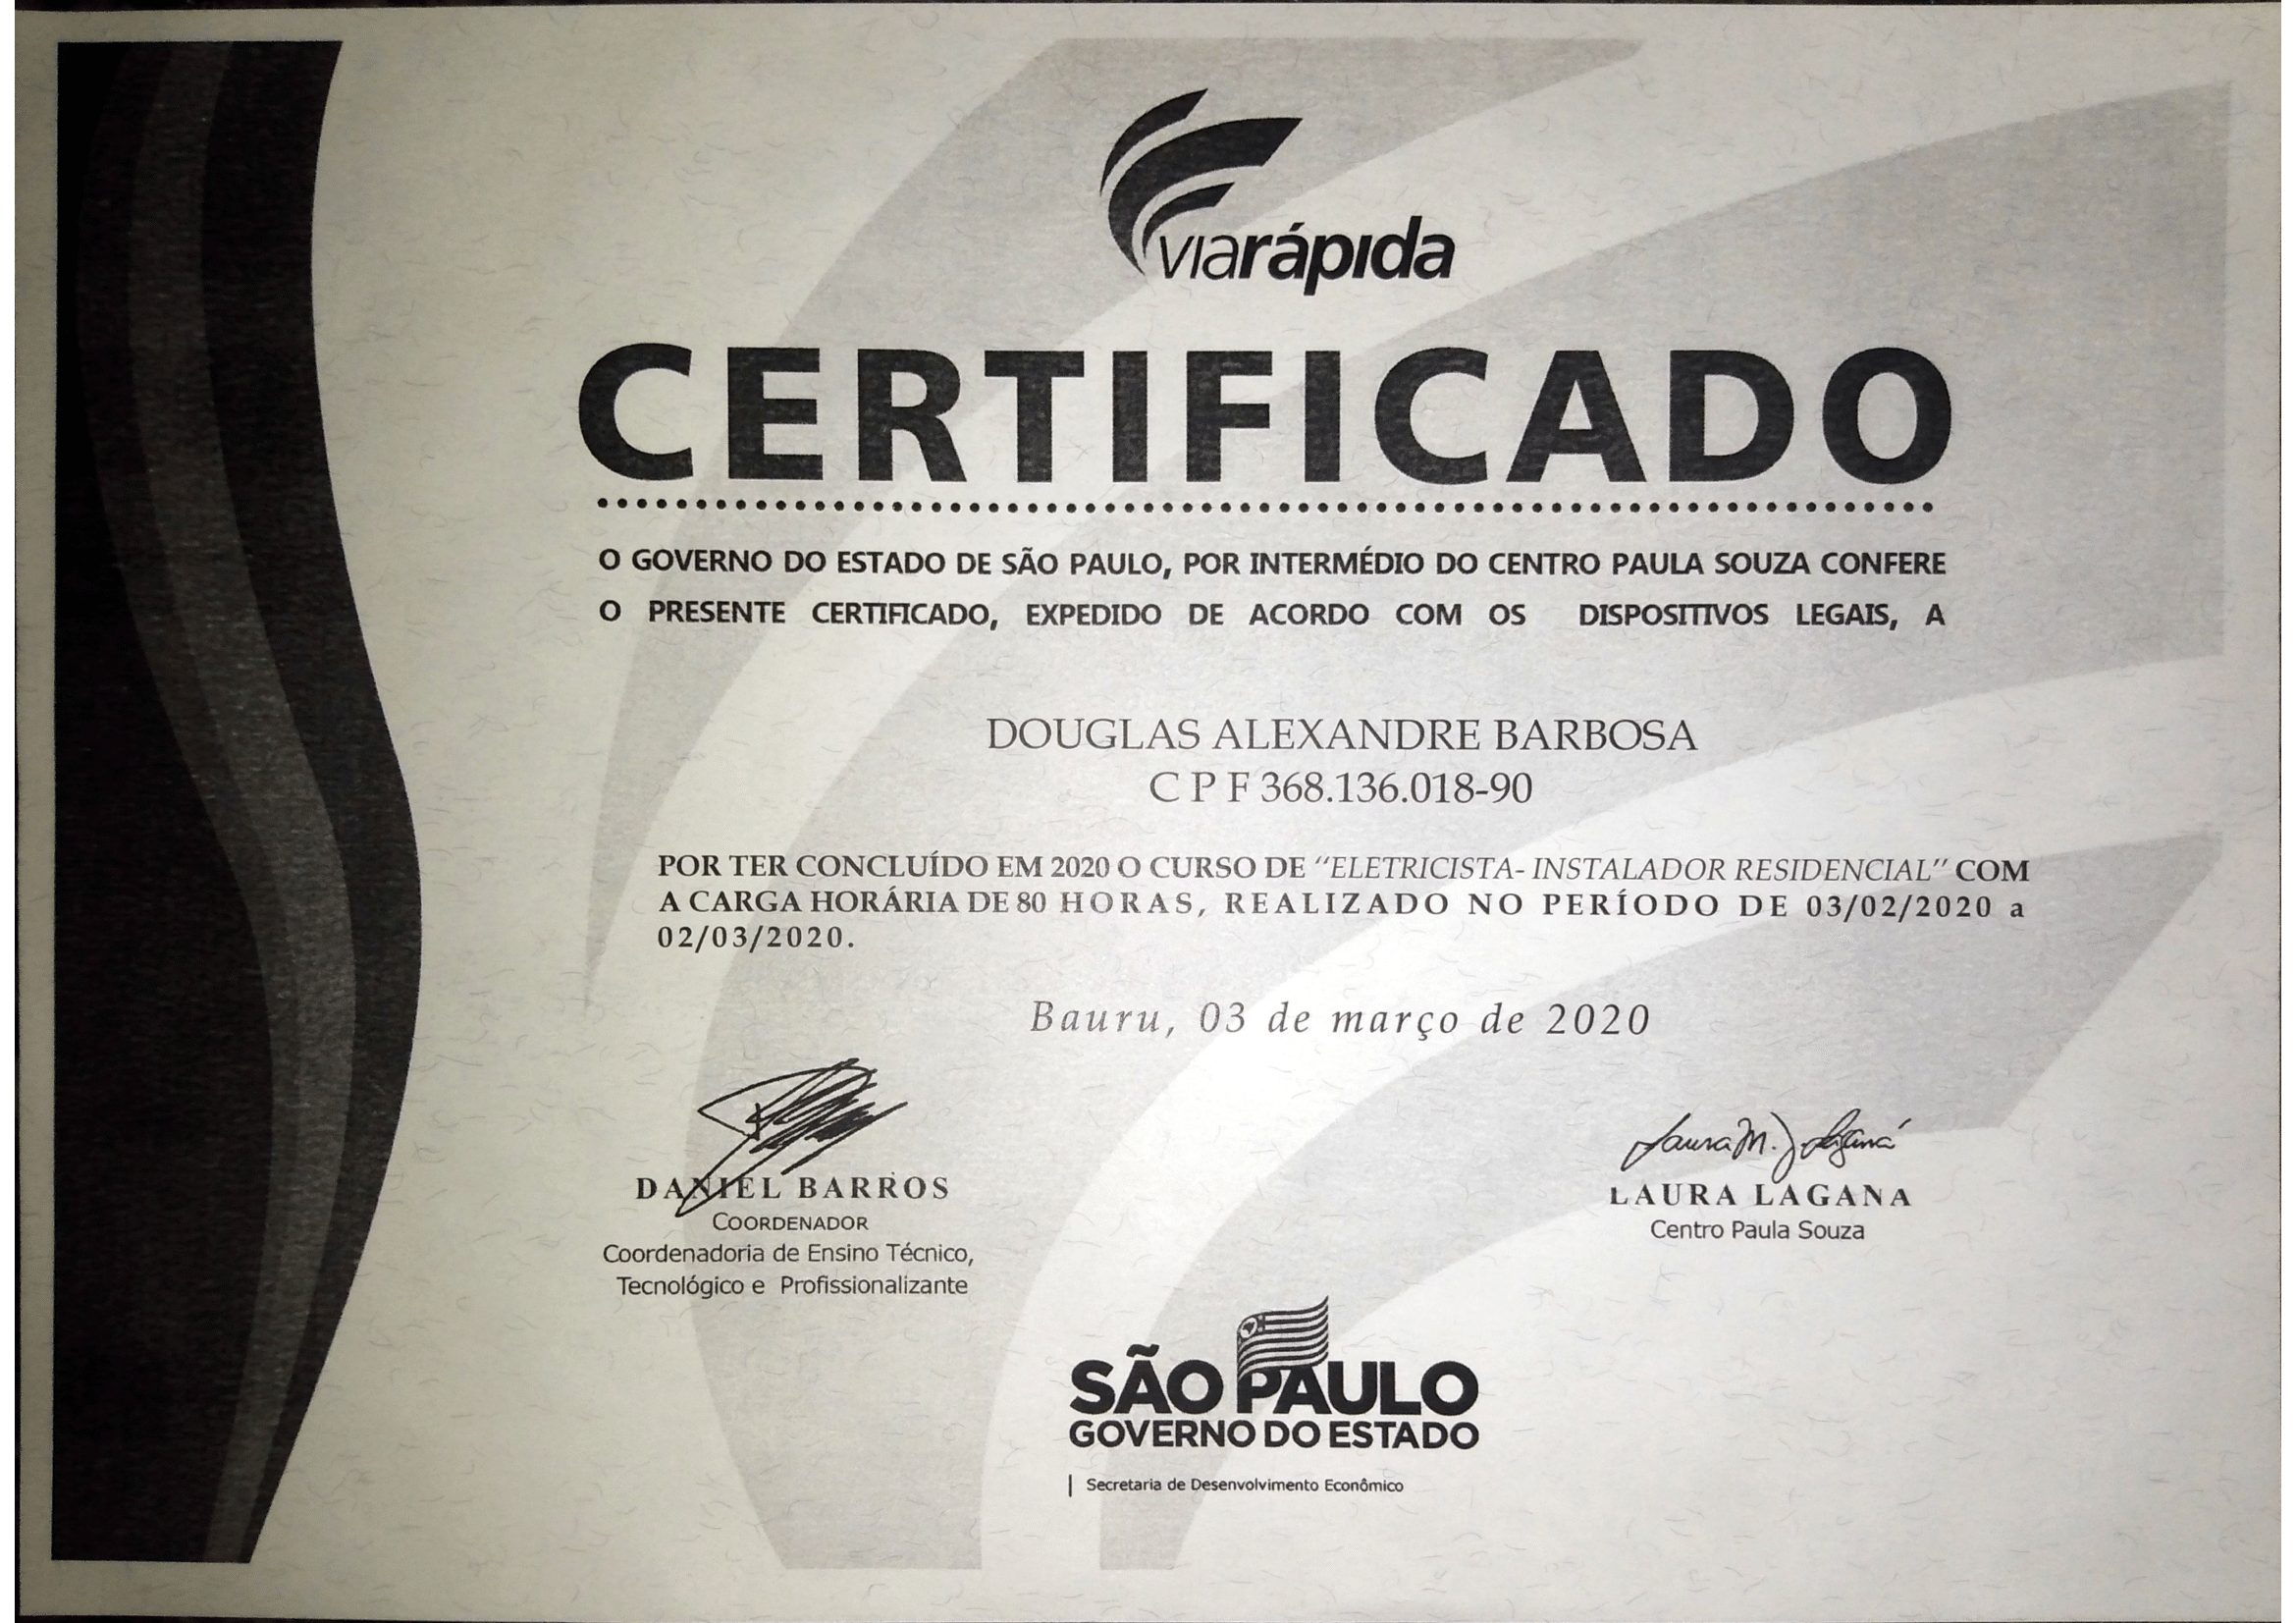 viarápida
CERTIFICADO
O GOVERNO DO ESTADO DE SÃO PAULO, POR INTERMÉDIO DO CENTRO PAULA SOUZA CONFERE
O PRESENTE CERTIFICADO, EXPEDIDO DE ACORDO COM OS DISPOSITIVOS LEGAIS, A
DOUGLAS ALEXANDRE BARBOSA
C P F 368.136.018-90
POR TER CONCLUÍDO EM 2020 O CURSO DE ‘‘ELETRICISTA- INSTALADOR RESIDENCIAL’’ COM
A CARGA HORÁRIA DE 80 HORAS, REALIZADO NO PERÍODO DE 03/02/2020 a
02/03/2020.
Bauru, 03 de março de 2020
DANIEL BARROS
COORDENADOR
Coordenadoria de Ensino Técnico,
Tecnológico e Profissionalizante
Laura M. J. Laganá
LAURA LAGANA
Centro Paula Souza
SÃO PAULO
GOVERNO DO ESTADO
Secretaria de Desenvolvimento Econômico